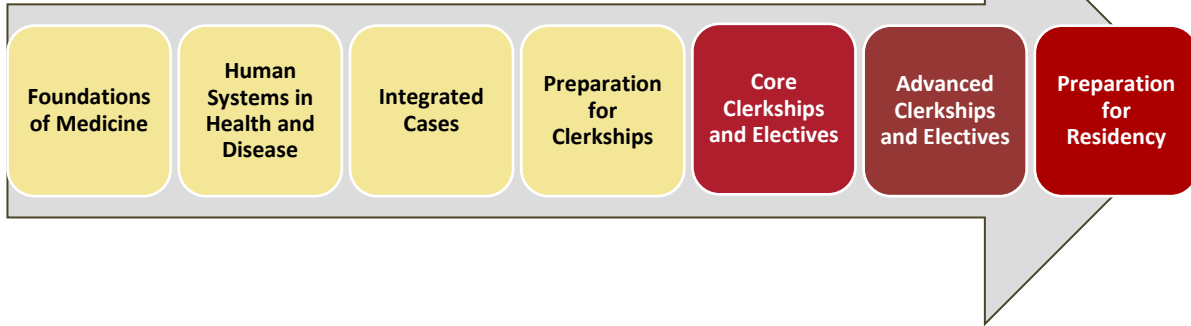 Foundations
of Medicine
Human
Systems in
Health and
Disease
Integrated
Cases
Preparation
for
Clerkships
Core
Clerkships
and Electives
Advanced
Clerkships
and Electives
Preparation
for
Residency